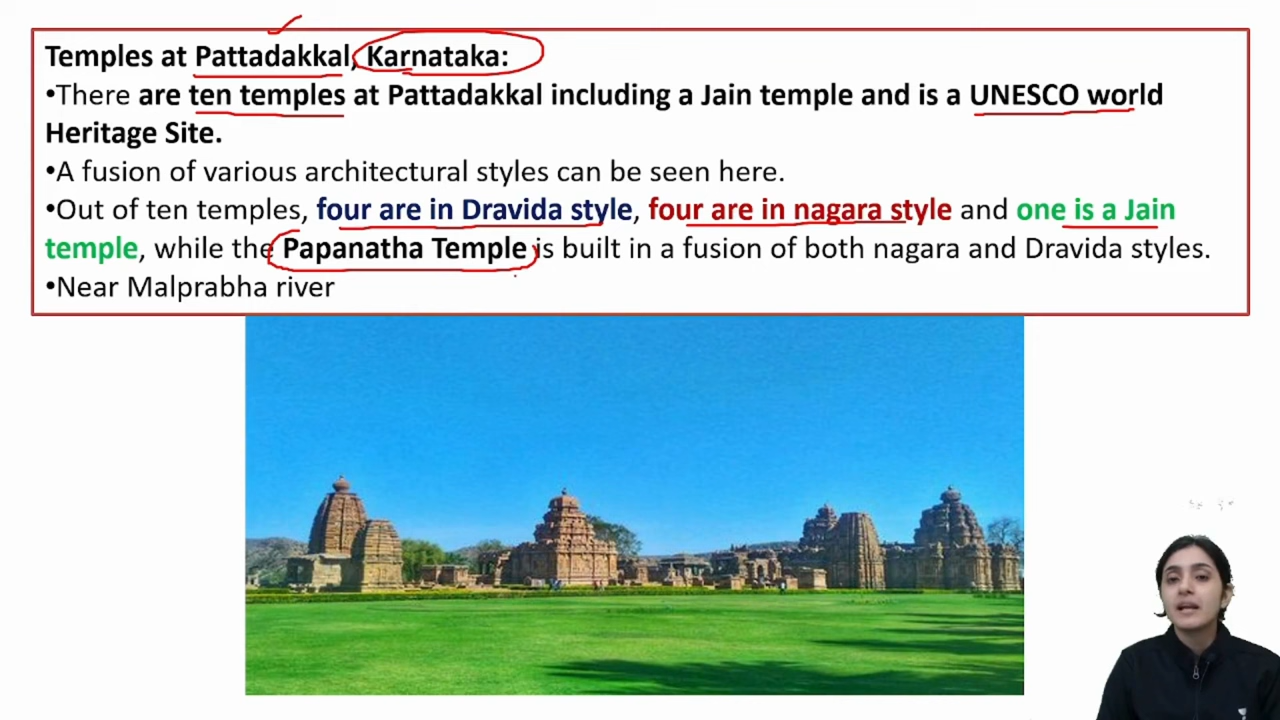 Temples at Pattadakkal, Karnataka:
•There are ten temples at Pattadakkal including a Jain temple and is a UNESCO world
Heritage Site.
•A fusion of various architectural styles can be seen here.
•Out of ten temples, four are in Dravida style, four are in nagara style and one is a Jain
temple, while the Papanatha Temple is built in a fusion of both nagara and Dravida styles.
•Near Malprabha river